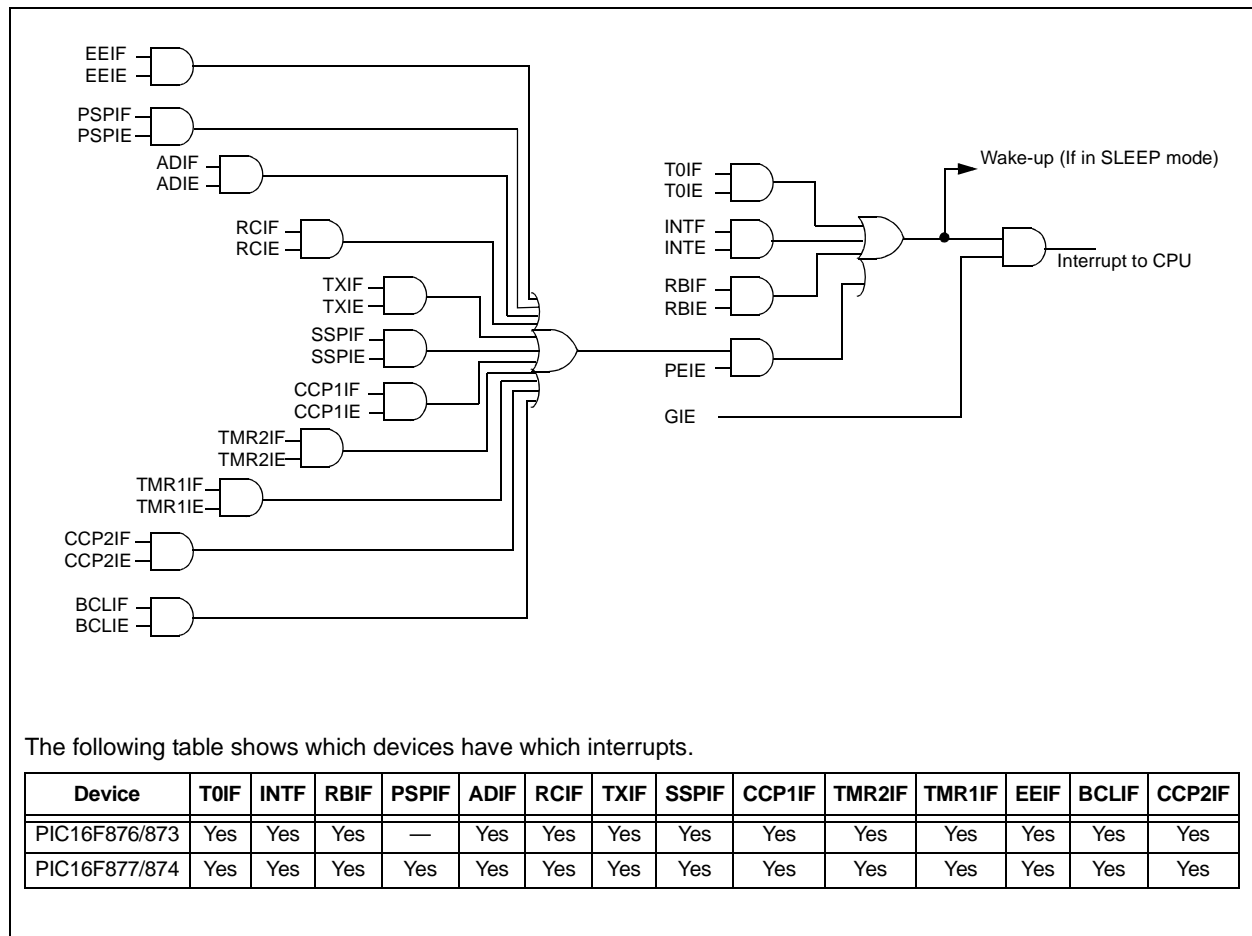 EEIF
EEIE
PSPIF
PSPIE
ADIF
ADIE
RCIF
RCIE
TXIF
TXIE
SSPIF
SSPIE
CCP1IF
CCP1IE
TMR2IF
TMR2IE
TMR1IF
TMR1IE
CCP2IF
CCP2IE
BCLIF
BCLIE
T0IF
T0IE
INTF
INTE
RBIF
RBIE
PEIE
GIE
Wake-up (If in SLEEP mode)
Interrupt to CPU
The following table shows which devices have which interrupts.
Device T0IF INTF RBIF PSPIF ADIF RCIF TXIF SSPIF CCP1IF TMR2IF TMR1IF EEIF BCLIF CCP2IF
PIC16F876/873 Yes Yes Yes — Yes Yes Yes Yes Yes Yes Yes Yes Yes Yes
PIC16F877/874 Yes Yes Yes Yes Yes Yes Yes Yes Yes Yes Yes Yes Yes Yes